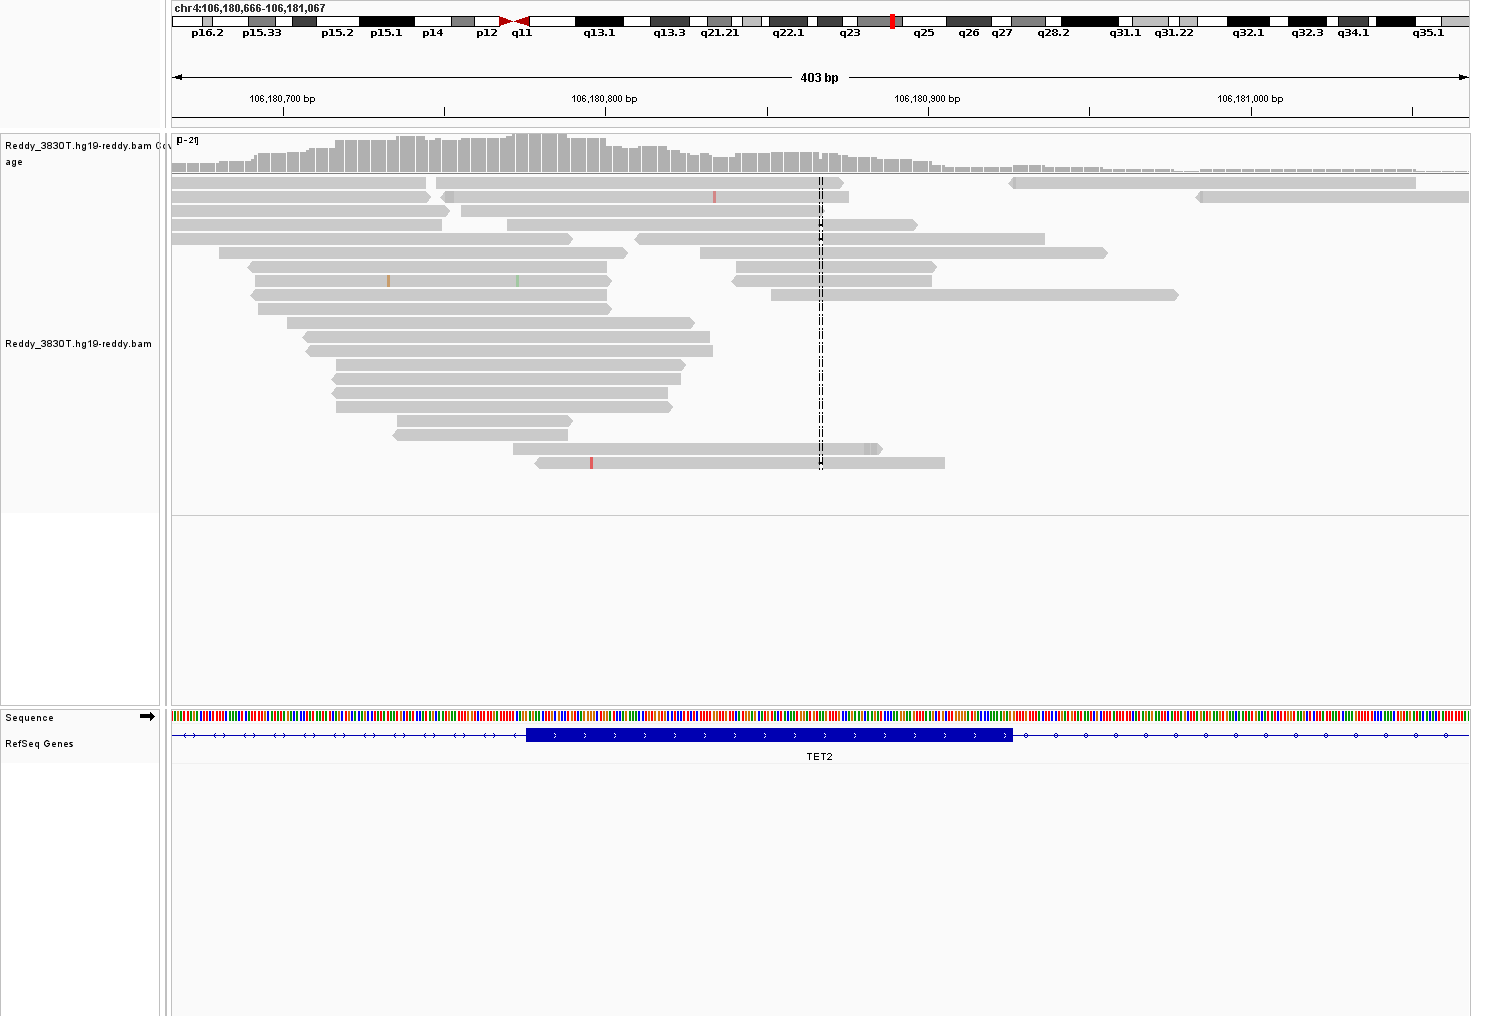 chr4:106,180,666-106,181,067
p16.2 p15.33 p15.2 p15.1 p14 p12 q11 q13.1 q13.3 q21.21 q22.1 q23 q25 q26 q27 q28.2 q31.1 q31.22 q32.1 q32.3 q34.1 q35.1
403 bp
106,180,700 bp 106,180,800 bp 106,180,900 bp 106,181,000 bp
[0 - 21]
Reddy_3830T.hg19-reddy.bam Cov
age
Reddy_3830T.hg19-reddy.bam
Sequence
RefSeq Genes
TET2